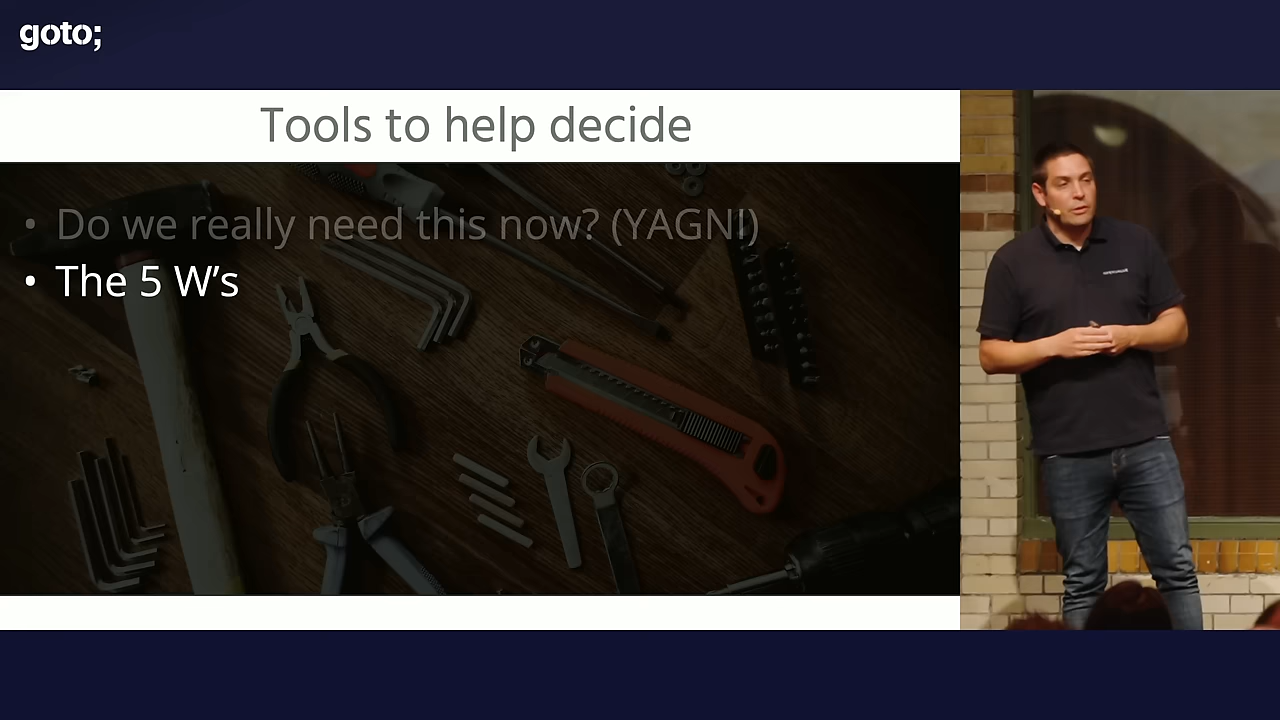 goto;
Tools to help decide
• Do we really need this now? (YAGNI)
• The 5 W's